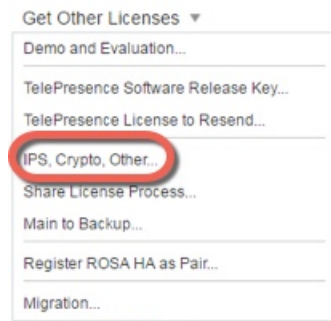 Get Other Licenses ▼
Demo and Evaluation...
TelePresence Software Release Key...
TelePresence License to Resend...
IPS, Crypto, Other...
Share License Process...
Main to Backup...
Register ROSA HA as Pair...
Migration...